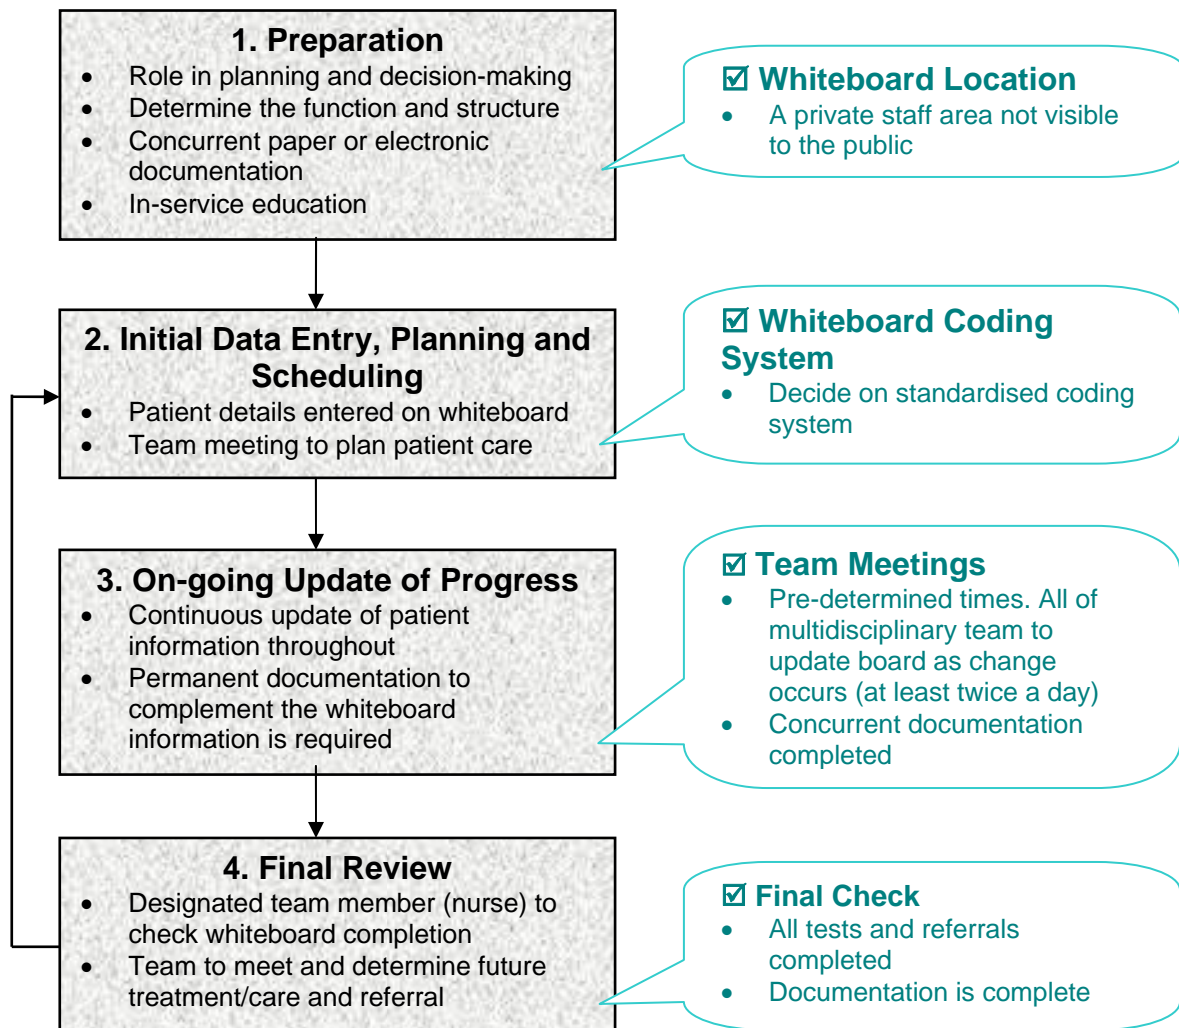 1. Preparation
• Role in planning and decision-making
• Determine the function and structure
• Concurrent paper or electronic
documentation
• In-service education
☑ Whiteboard Location
• A private staff area not visible
to the public
2. Initial Data Entry, Planning and
Scheduling
• Patient details entered on whiteboard
• Team meeting to plan patient care
☑ Whiteboard Coding
System
• Decide on standardised coding
system
3. On-going Update of Progress
• Continuous update of patient
information throughout
• Permanent documentation to
complement the whiteboard
information is required
☑ Team Meetings
• Pre-determined times. All of
multidisciplinary team to
update board as change
occurs (at least twice a day)
• Concurrent documentation
completed
4. Final Review
• Designated team member (nurse) to
check whiteboard completion
• Team to meet and determine future
treatment/care and referral
☑ Final Check
• All tests and referrals
completed
• Documentation is complete